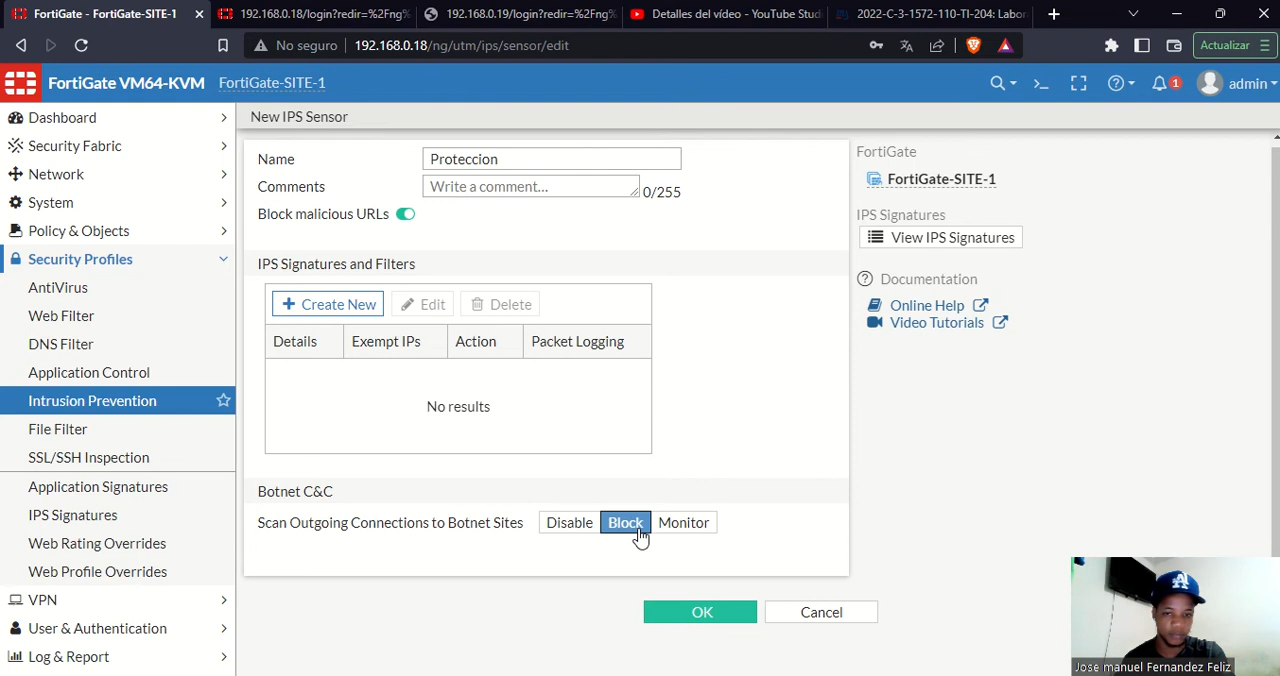 FortiGate - FortiGate-SITE-1
192.168.0.18/login?redir=%2Fng%
192.168.0.19/login?redir=%2Fng%
Detalles del vídeo - YouTube Studi
2022-C-3-1572-110-TI-204: Labor
No seguro
192.168.0.18/ng/utm/ips/sensor/edit
Actualizar
FortiGate VM64-KVM
FortiGate-SITE-1
1
admin
Dashboard
Security Fabric
Network
System
Policy & Objects
Security Profiles
AntiVirus
Web Filter
DNS Filter
Application Control
Intrusion Prevention
File Filter
SSL/SSH Inspection
Application Signatures
IPS Signatures
Web Rating Overrides
Web Profile Overrides
VPN
User & Authentication
Log & Report
New IPS Sensor
Name
Proteccion
Comments
Write a comment...
0/255
Block malicious URLs
IPS Signatures and Filters
Create New
Edit
Delete
Details
Exempt IPs
Action
Packet Logging
No results
Botnet C&C
Scan Outgoing Connections to Botnet Sites
Disable
Block
Monitor
OK
Cancel
FortiGate
FortiGate-SITE-1
IPS Signatures
View IPS Signatures
Documentation
Online Help
Video Tutorials
Jose manuel Fernandez Feliz